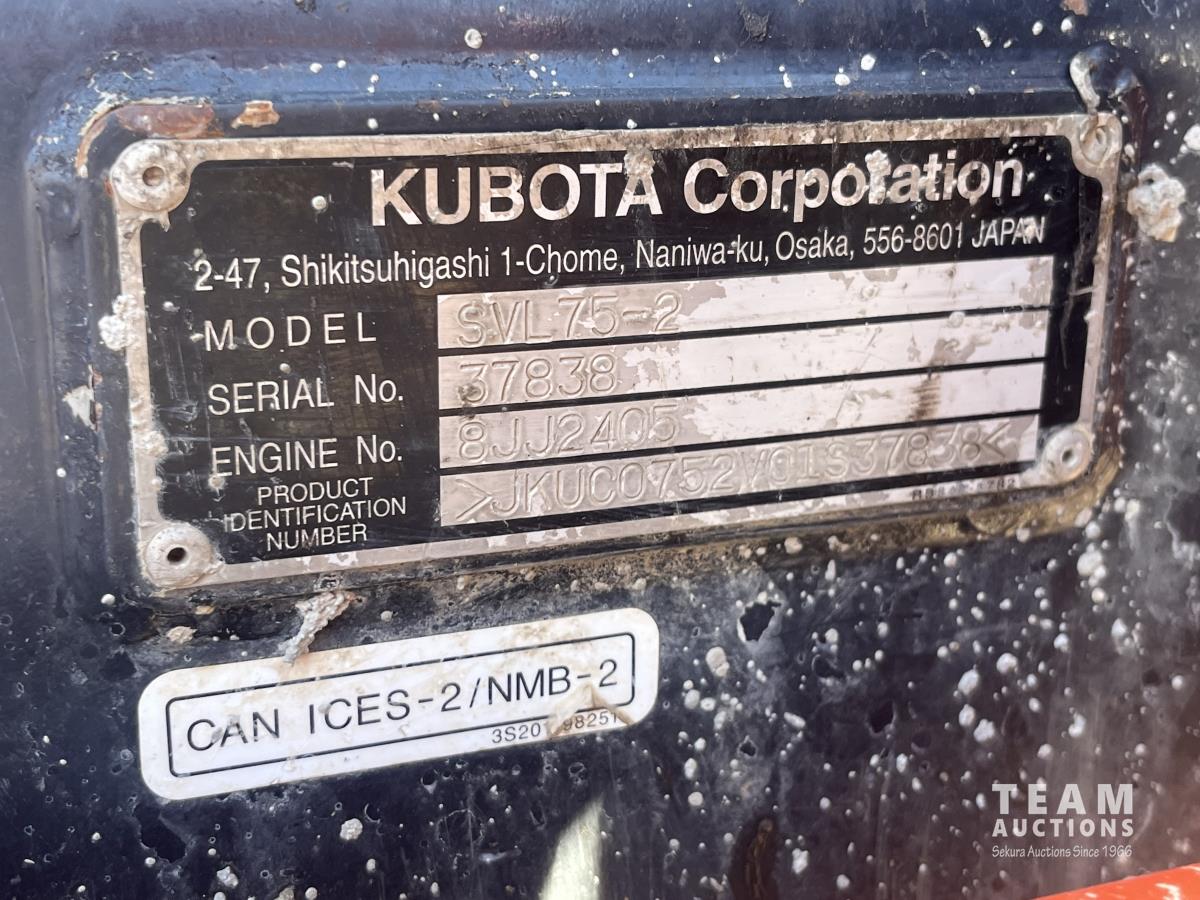 KUBOTA Corporation
2-47, Shikitsuhigashi 1-Chome, Naniwa-ku, Osaka, 556-8601 JAPAN
MODEL SVL75-2
SERIAL No. 37838
ENGINE No. 8JJ2405
PRODUCT
IDENTIFICATION
NUMBER
>JKUC0752V01S37838<
CAN ICES-2/NMB-2
TEAM
AUCTIONS
Sekura Auctions Since 1966